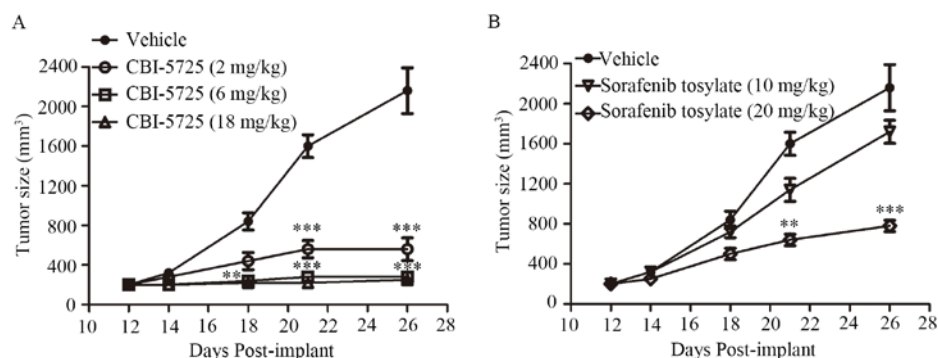 A
Vehicle
CBI-5725 (2 mg/kg)
CBI-5725 (6 mg/kg)
CBI-5725 (18 mg/kg)
Tumor size (mm³)
2400
2000
1600
1200
800
400
0
***
***
**
***
***
10 12 14 16 18 20 22 24 26 28
Days Post-implant
B
Vehicle
Sorafenib tosylate (10 mg/kg)
Sorafenib tosylate (20 mg/kg)
Tumor size (mm³)
2400
2000
1600
1200
800
400
0
**
***
10 12 14 16 18 20 22 24 26 28
Days Post-implant